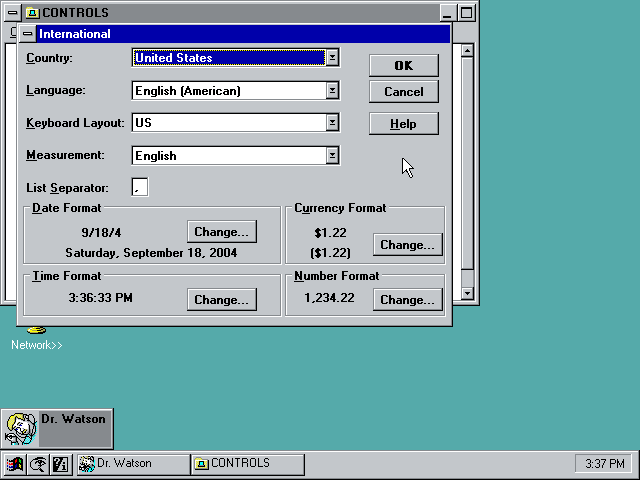 CONTROLS
International
Country: United States
OK
Language: English (American)
Cancel
Keyboard Layout: US
Help
Measurement: English
List Separator: ,
Date Format
9/18/4
Change...
Saturday, September 18, 2004
Currency Format
$1.22
($1.22)
Change...
Time Format
3:36:33 PM
Change...
Number Format
1,234.22
Change...
Network>>
Dr. Watson
Dr. Watson
CONTROLS
3:37 PM